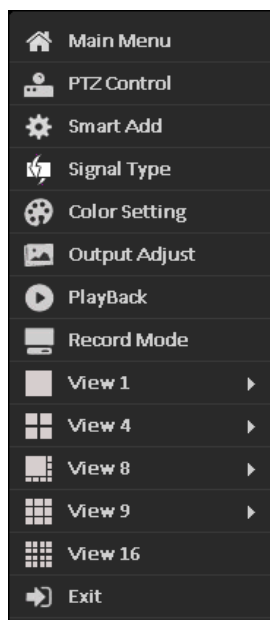 Main Menu
PTZ Control
Smart Add
Signal Type
Color Setting
Output Adjust
PlayBack
Record Mode
View 1
View 4
View 8
View 9
View 16
Exit